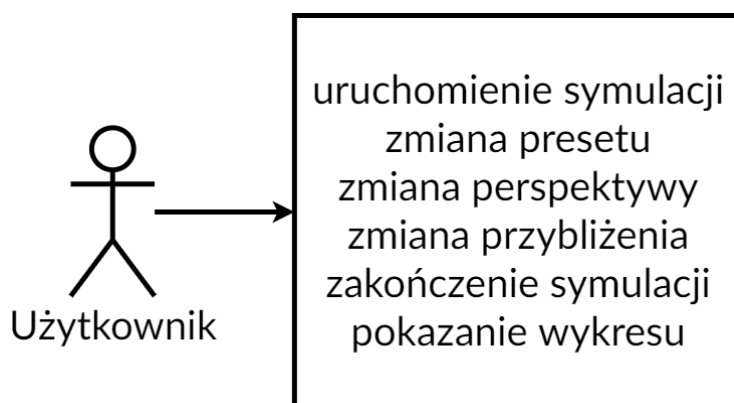 uruchomienie symulacji
zmiana presetu
zmiana perspektywy
zmiana przybliżenia
zakończenie symulacji
pokazanie wykresu
Użytkownik